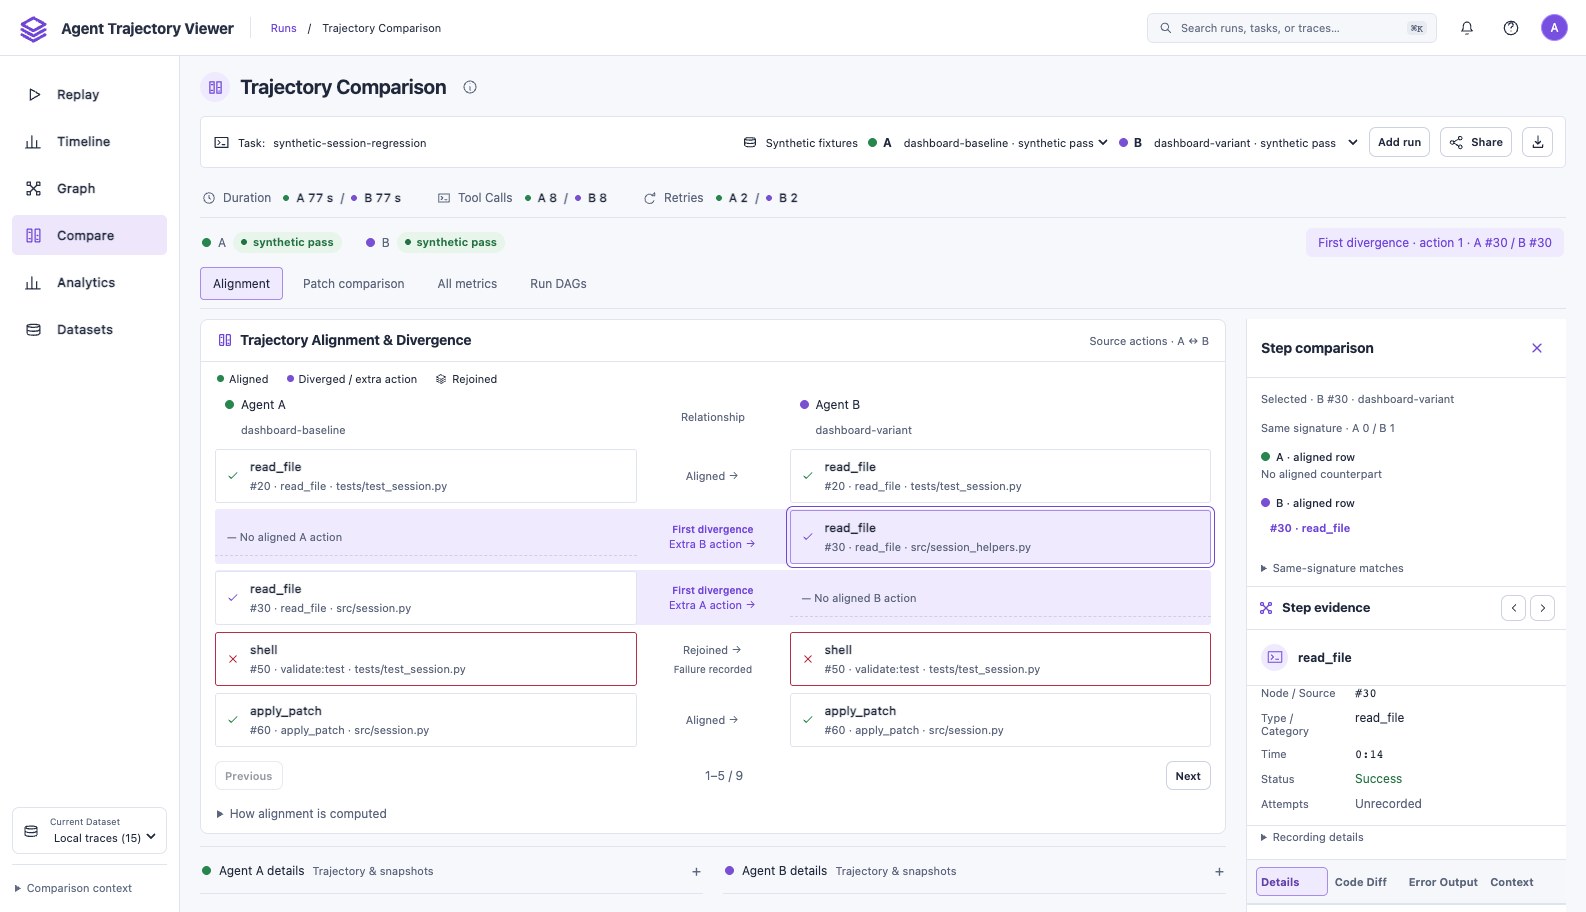 Agent Trajectory Viewer
Runs / Trajectory Comparison
Search runs, tasks, or traces... ⌘K
A
Replay
Timeline
Graph
Compare
Analytics
Datasets
Current Dataset
Local traces (15)
Comparison context
Trajectory Comparison
Task: synthetic-session-regression
Synthetic fixtures A dashboard-baseline · synthetic pass B dashboard-variant · synthetic pass
Add run
Share
Duration A 77 s / B 77 s
Tool Calls A 8 / B 8
Retries A 2 / B 2
A synthetic pass B synthetic pass
First divergence · action 1 · A #30 / B #30
Alignment
Patch comparison
All metrics
Run DAGs
Trajectory Alignment & Divergence
Source actions · A ↔ B
Aligned
Diverged / extra action
Rejoined
Agent A
dashboard-baseline
Relationship
Agent B
dashboard-variant
read_file
#20 · read_file · tests/test_session.py
Aligned →
read_file
#20 · read_file · tests/test_session.py
— No aligned A action
First divergence
Extra B action →
read_file
#30 · read_file · src/session_helpers.py
read_file
#30 · read_file · src/session.py
First divergence
Extra A action →
— No aligned B action
shell
#50 · validate:test · tests/test_session.py
Rejoined →
Failure recorded
shell
#50 · validate:test · tests/test_session.py
apply_patch
#60 · apply_patch · src/session.py
Aligned →
apply_patch
#60 · apply_patch · src/session.py
Previous
1–5 / 9
Next
How alignment is computed
Agent A details Trajectory & snapshots +
Agent B details Trajectory & snapshots +
Step comparison
Selected · B #30 · dashboard-variant
Same signature · A 0 / B 1
A · aligned row
No aligned counterpart
B · aligned row
#30 · read_file
Same-signature matches
Step evidence
read_file
Node / Source #30
Type / Category read_file
Time 0:14
Status Success
Attempts Unrecorded
Recording details
Details
Code Diff
Error Output
Context